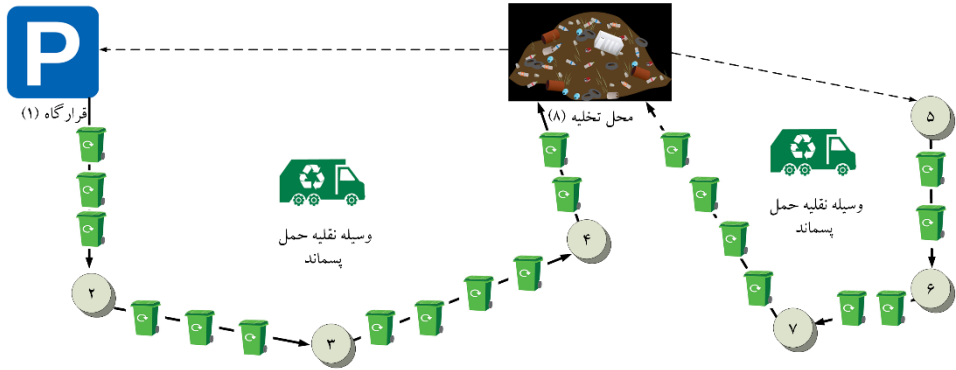 P
قرارگاه (۱)
محل تخلیه (۸)
۵
وسیله نقلیه حمل
پسماند
وسیله نقلیه حمل
پسماند
۴
۲
۶
۳
۷